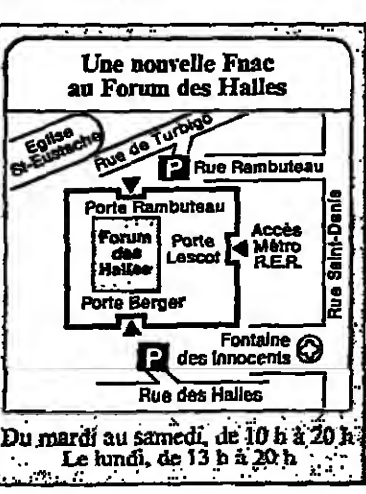 Une nouvelle Fnac
au Forum des Halles
Eglise
St-Eustache
Rue de Turbigo
P
Rue Rambuteau
Porte Rambuteau
Forum
des
Halles
Porte
Lescot
Accès
Métro
R.E.R.
Rue Saint-Denis
Porte Berger
P
Fontaine
des Innocents
Rue des Halles
Du mardi au samedi, de 10 h à 20 h
Le lundi, de 13 h à 20 h